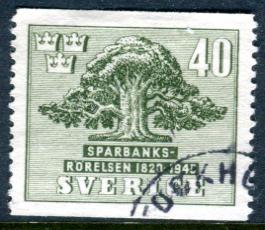 40
SPARBANKS-
RÖRELSEN 1820-1945
SVERIGE